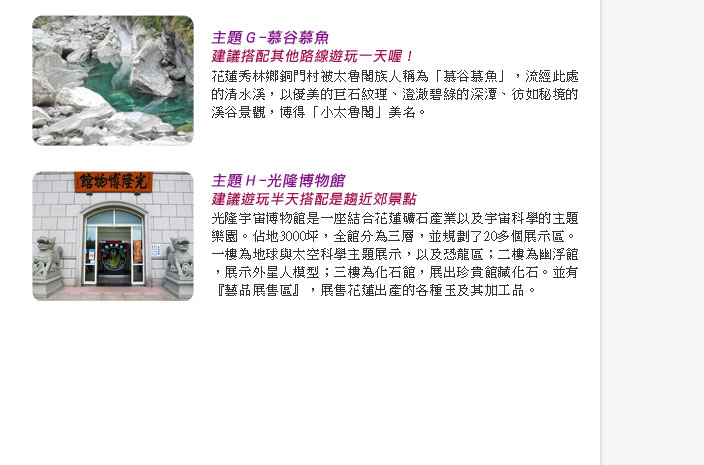 主題 G -慕谷慕魚
建議搭配其他路線遊玩一天喔！
花蓮秀林鄉銅門村被太魯閣族人稱為「慕谷慕魚」，流經此處
的清水溪，以優美的巨石紋理、澄澈碧綠的深潭、彷如秘境的
溪谷景觀，博得「小太魯閣」美名。
館物博隆光
主題 H -光隆博物館
建議遊玩半天搭配是趨近郊景點
光隆宇宙博物館是一座結合花蓮礦石產業以及宇宙科學的主題
樂園。佔地3000坪，全館分為三層，並規劃了20多個展示區。
一樓為地球與太空科學主題展示，以及恐龍區；二樓為幽浮館
，展示外星人模型；三樓為化石館，展出珍貴館藏化石。並有
『藝品展售區』，展售花蓮出產的各種玉及其加工品。